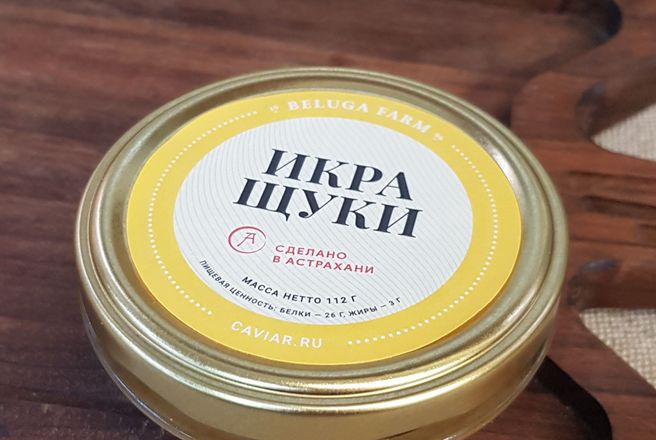 BELUGA FARM
ИКРА
ЩУКИ
СДЕЛАНО
В АСТРАХАНИ
МАССА НЕТТО 112 Г
ПИЩЕВАЯ ЦЕННОСТЬ: БЕЛКИ — 26 Г, ЖИРЫ — 3 Г
CAVIAR.RU